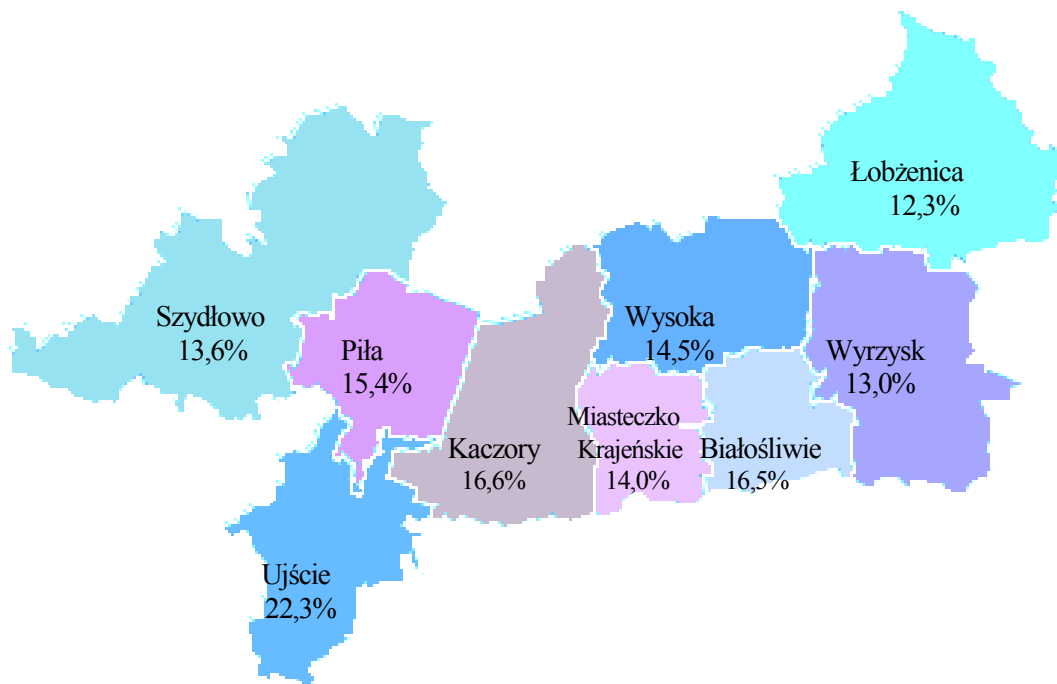 Łobżenica
12,3%
Szydłowo
13,6%
Piła
15,4%
Wysoka
14,5%
Wyrzysk
13,0%
Kaczory
16,6%
Miasteczko
Krajeńskie
14,0%
Białośliwie
16,5%
Ujście
22,3%